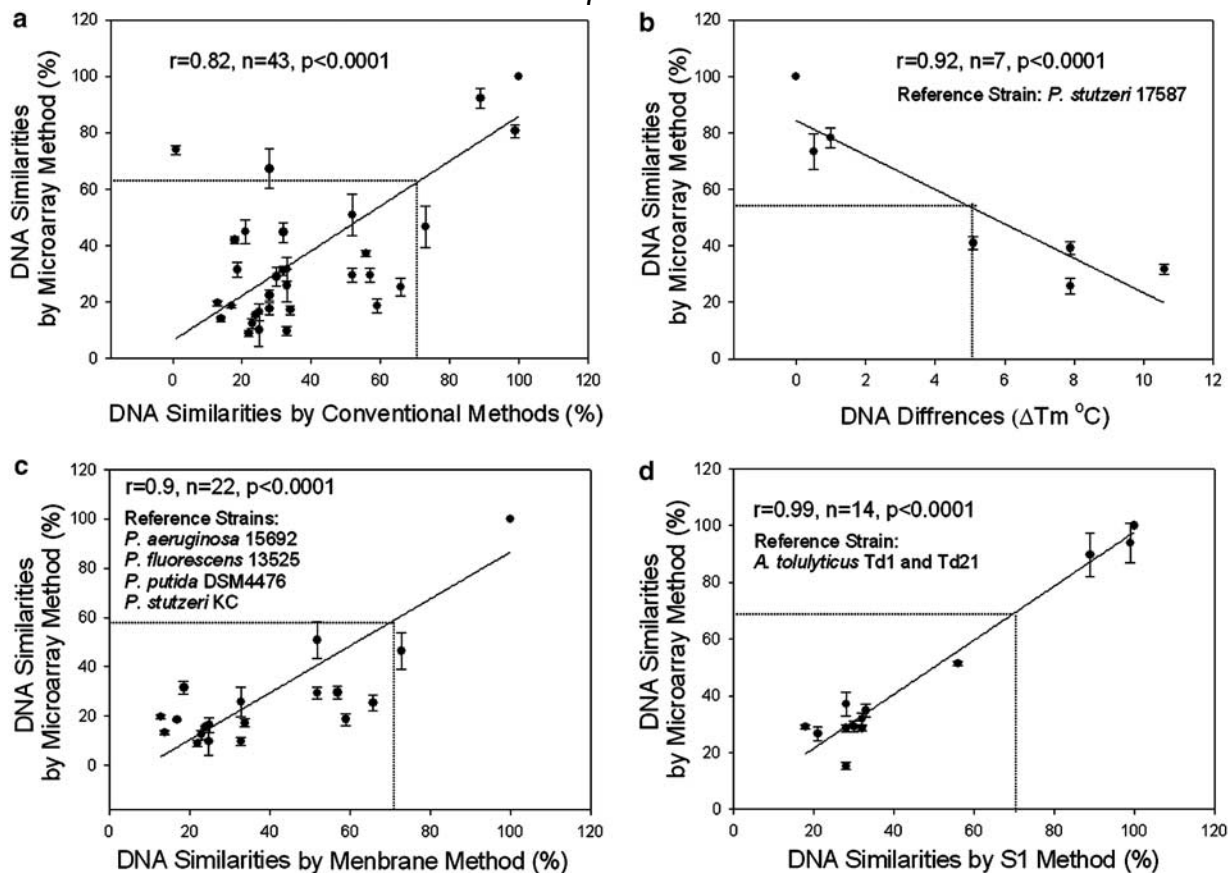 a
r=0.82, n=43, p<0.0001
DNA Similarities
by Microarray Method (%)
120
100
80
60
40
20
0
0 20 40 60 80 100 120
DNA Similarities by Conventional Methods (%)
b
r=0.92, n=7, p<0.0001
Reference Strain: P. stutzeri 17587
DNA Similarities
by Microarray Method (%)
120
100
80
60
40
20
0
0 2 4 6 8 10 12
DNA Diffrences (ΔTm °C)
c
r=0.9, n=22, p<0.0001
Reference Strains:
P. aeruginosa 15692
P. fluorescens 13525
P. putida DSM4476
P. stutzeri KC
DNA Similarities
by Microarray Method (%)
120
100
80
60
40
20
0
0 20 40 60 80 100 120
DNA Similarities by Menbrane Method (%)
d
r=0.99, n=14, p<0.0001
Reference Strain:
A. tolulyticus Td1 and Td21
DNA Similarities
by Microarray Method (%)
120
100
80
60
40
20
0
0 20 40 60 80 100 120
DNA Similarities by S1 Method (%)